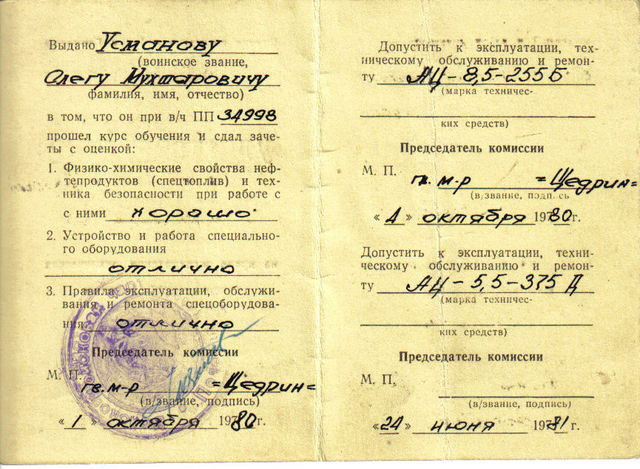 Выдано Усманову
(воинское звание,
Олегу Мухтаровичу
фамилия, имя, отчество)
в том, что он при в/ч ПП 34998
прошел курс обучения и сдал заче-
ты с оценкой:
1. Физико-химические свойства неф-
тепродуктов (спецтоплив) и тех-
ника безопасности при работе с
с ними хорошо
2. Устройство и работа специально-
го оборудования
отлично
3. Правила эксплуатации, обслужи-
вания и ремонта спецоборудова-
ния отлично
Председатель комиссии
М. П.
гв. м-р =Щедрин=
(в/звание, подпись)
«1» октября 1980 г.
Допустить к эксплуатации, тех-
ническому обслуживанию и ремон-
ту АЦ-8,5-255Б
(марка техничес-
ких средств)
Председатель комиссии
М. П.
гв. м-р =Щедрин=
(в/звание, подпись)
октября 1980 г.
Допустить к эксплуатации, техни-
ческому обслуживанию и ремон-
ту АЦ-5,5-375 Д
(марка техничес-
ких средств)
Председатель комиссии
М. П.
(в/звание, подпись)
«24» июня 1981 г.